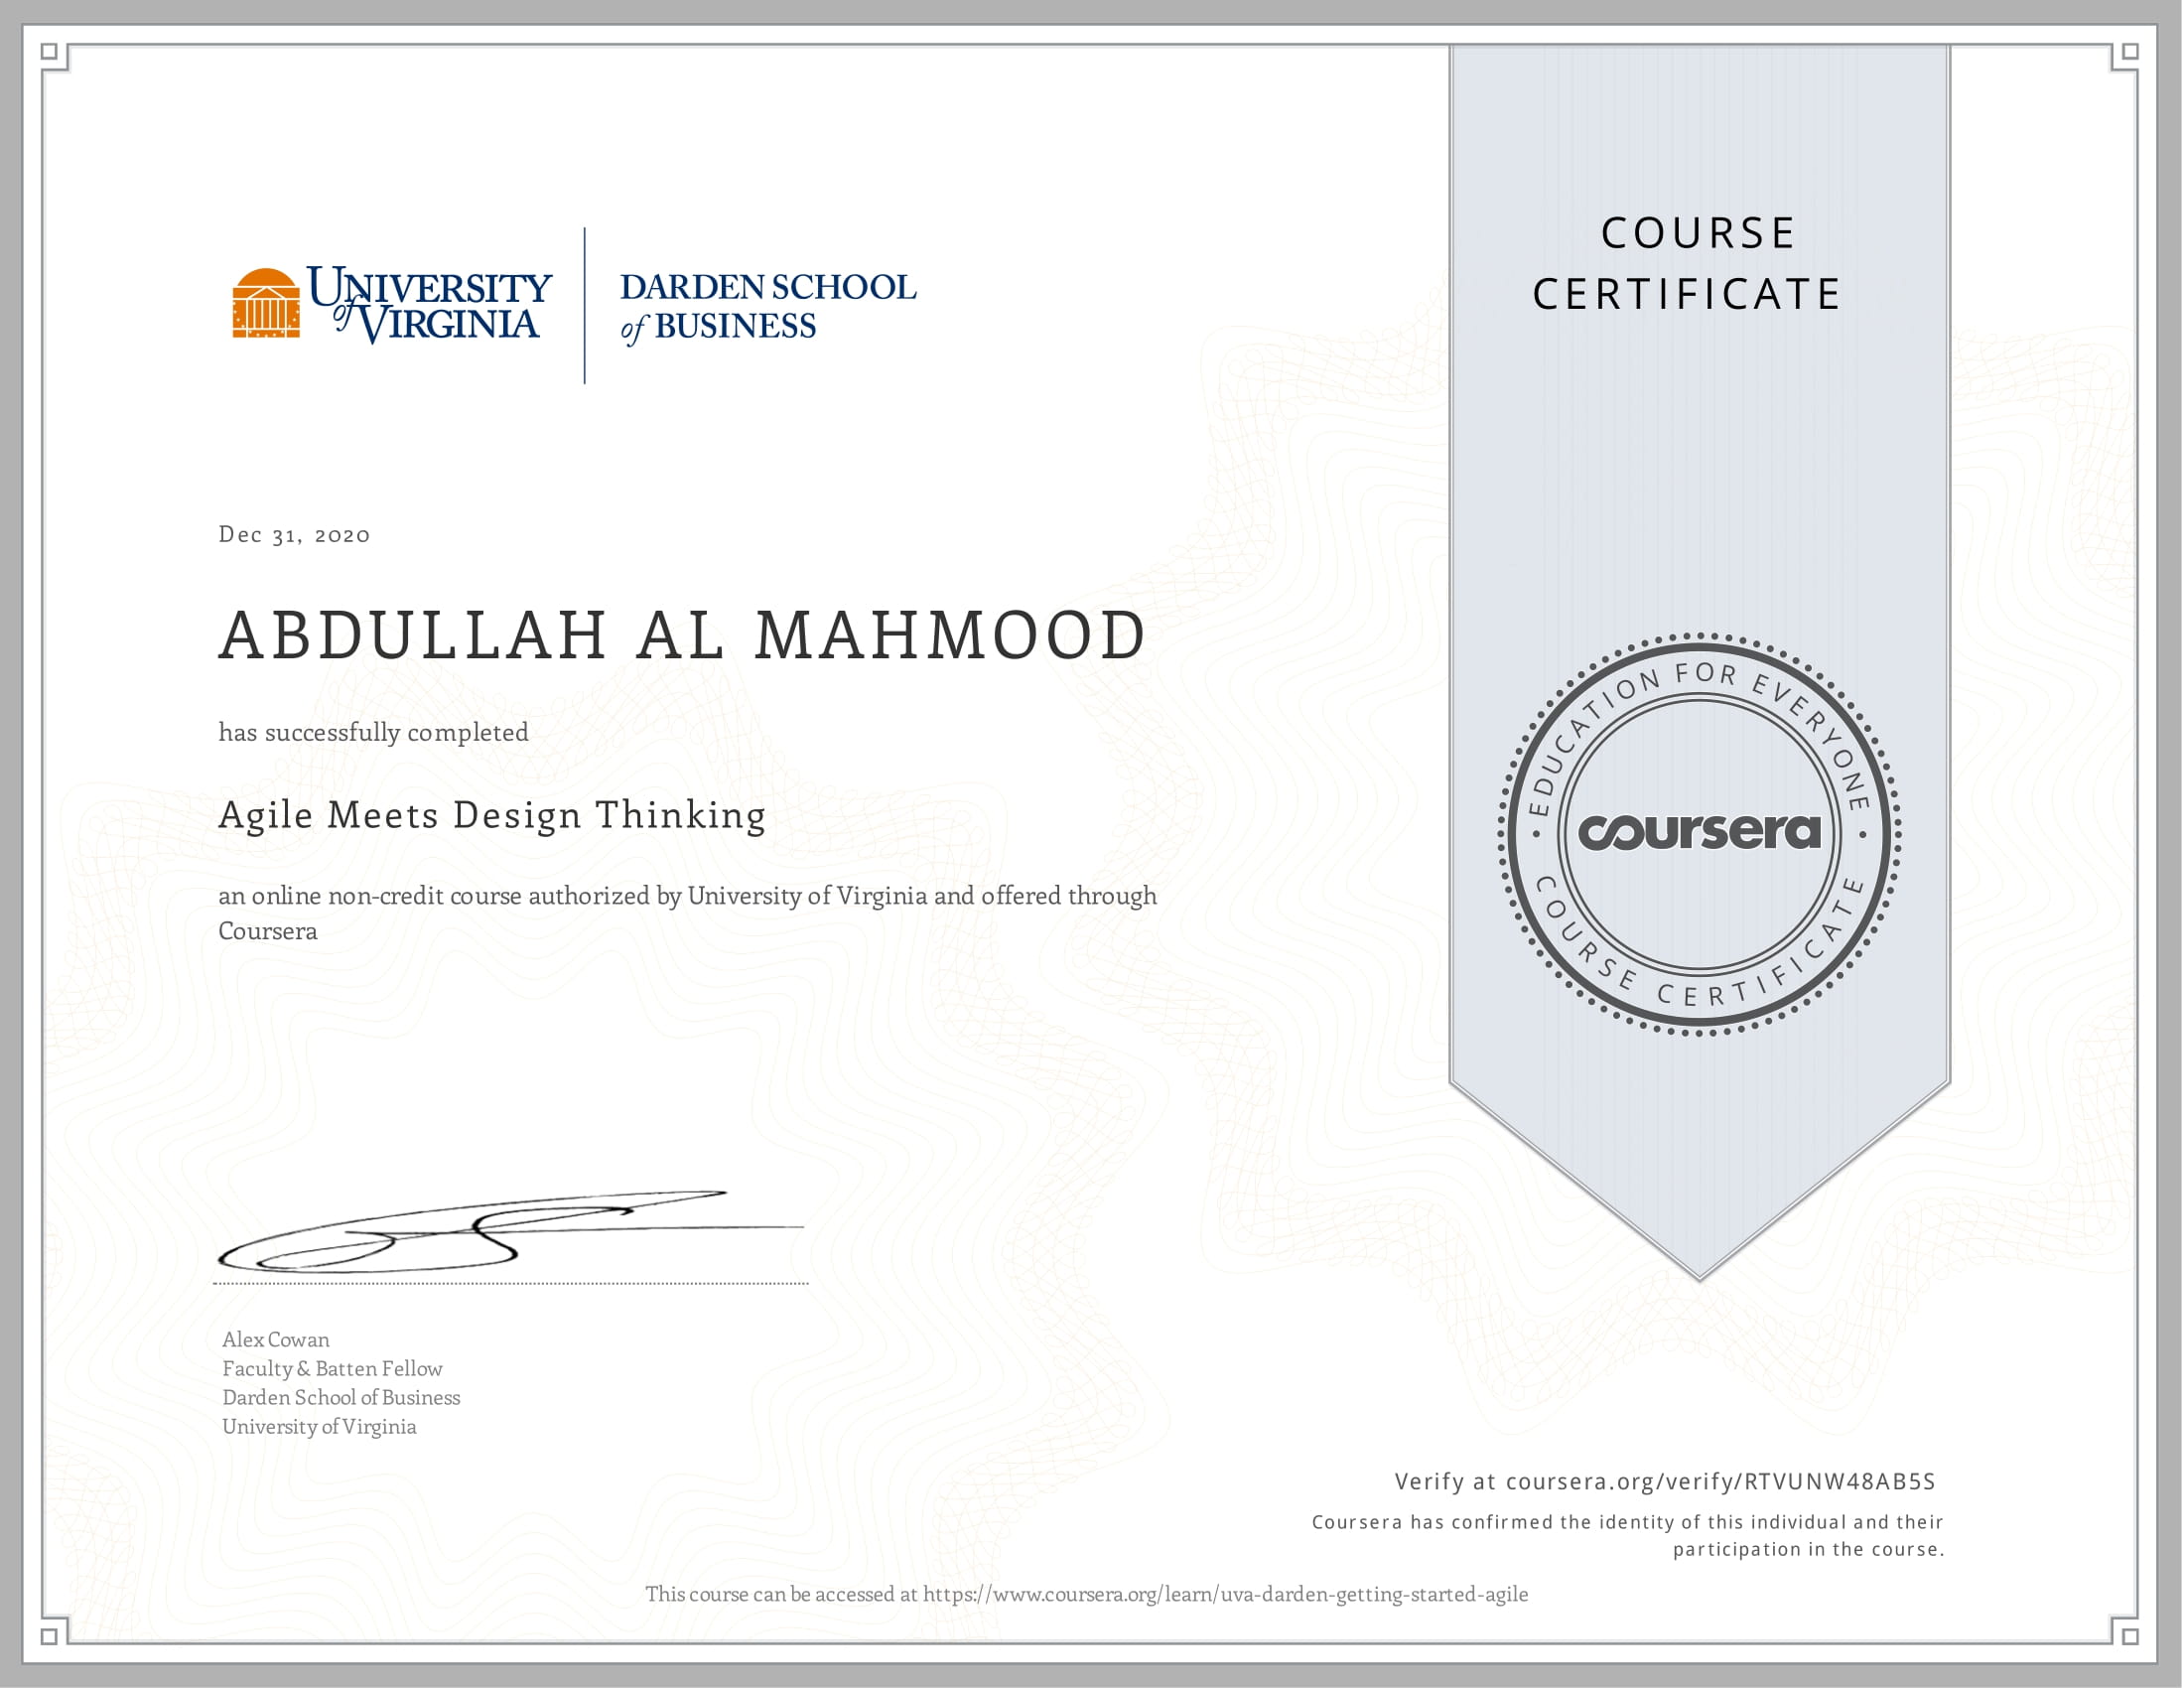 UNIVERSITY
of VIRGINIA
DARDEN SCHOOL
of BUSINESS
COURSE
CERTIFICATE
Dec 31, 2020
ABDULLAH AL MAHMOOD
has successfully completed
Agile Meets Design Thinking
an online non-credit course authorized by University of Virginia and offered through
Coursera
EDUCATION FOR EVERYONE
coursera
COURSE CERTIFICATE
Alex Cowan
Faculty & Batten Fellow
Darden School of Business
University of Virginia
Verify at coursera.org/verify/RTVUNW48AB5S
Coursera has confirmed the identity of this individual and their
participation in the course.
This course can be accessed at https://www.coursera.org/learn/uva-darden-getting-started-agile